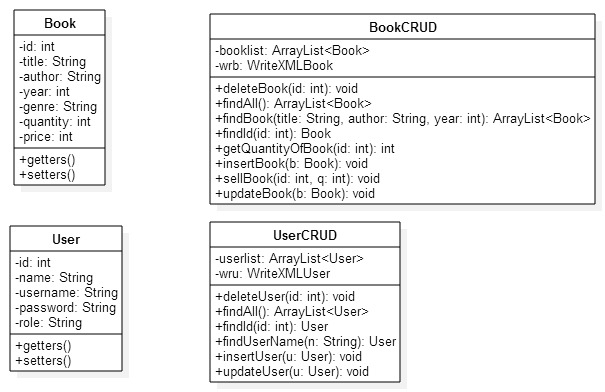 Book
-id: int
-title: String
-author: String
-year: int
-genre: String
-quantity: int
-price: int
+getters()
+setters()
BookCRUD
-booklist: ArrayList<Book>
-wrb: WriteXMLBook
+deleteBook(id: int): void
+findAll(): ArrayList<Book>
+findBook(title: String, author: String, year: int): ArrayList<Book>
+findId(id: int): Book
+getQuantityOfBook(id: int): int
+insertBook(b: Book): void
+sellBook(id: int, q: int): void
+updateBook(b: Book): void
User
-id: int
-name: String
-username: String
-password: String
-role: String
+getters()
+setters()
UserCRUD
-userlist: ArrayList<User>
-wru: WriteXMLUser
+deleteUser(id: int): void
+findAll(): ArrayList<User>
+findId(id: int): User
+findUserName(n: String): User
+insertUser(u: User): void
+updateUser(u: User): void